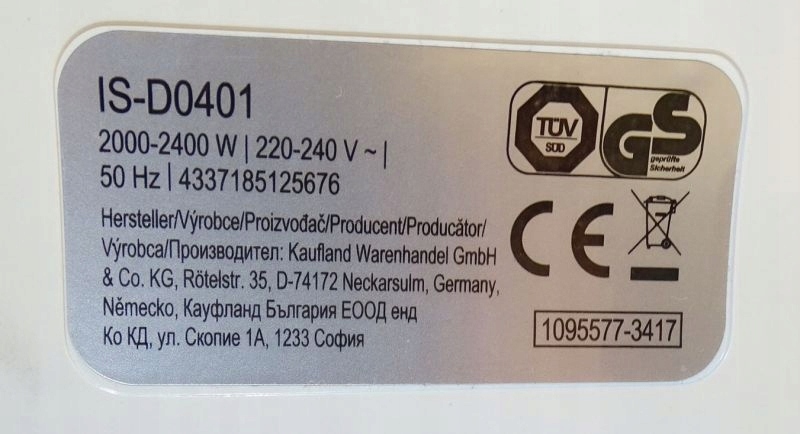 IS-D0401
2000-2400 W | 220-240 V ~ |
50 Hz | 4337185125676
Hersteller/Výrobce/Proizvođač/Producent/Producător/
Výrobca/Производител: Kaufland Warenhandel GmbH
& Co. KG, Rötelstr. 35, D-74172 Neckarsulm, Germany,
Německo, Кауфланд България ЕООД енд
Ко КД, ул. Скопие 1А, 1233 София
TÜV
SÜD
GS
geprüfte
Sicherheit
CE
1095577-3417